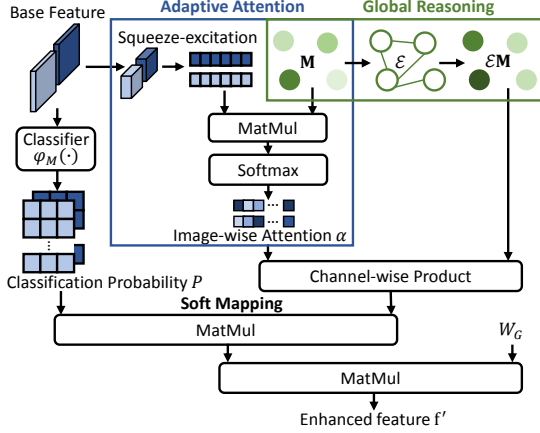 Adaptive Attention
Global Reasoning
Base Feature
Squeeze-excitation
M
ℰ
ℰM
MatMul
Classifier
φ_M(·)
Softmax
Image-wise Attention α
Classification Probability P
Channel-wise Product
Soft Mapping
MatMul
W_G
MatMul
Enhanced feature f′